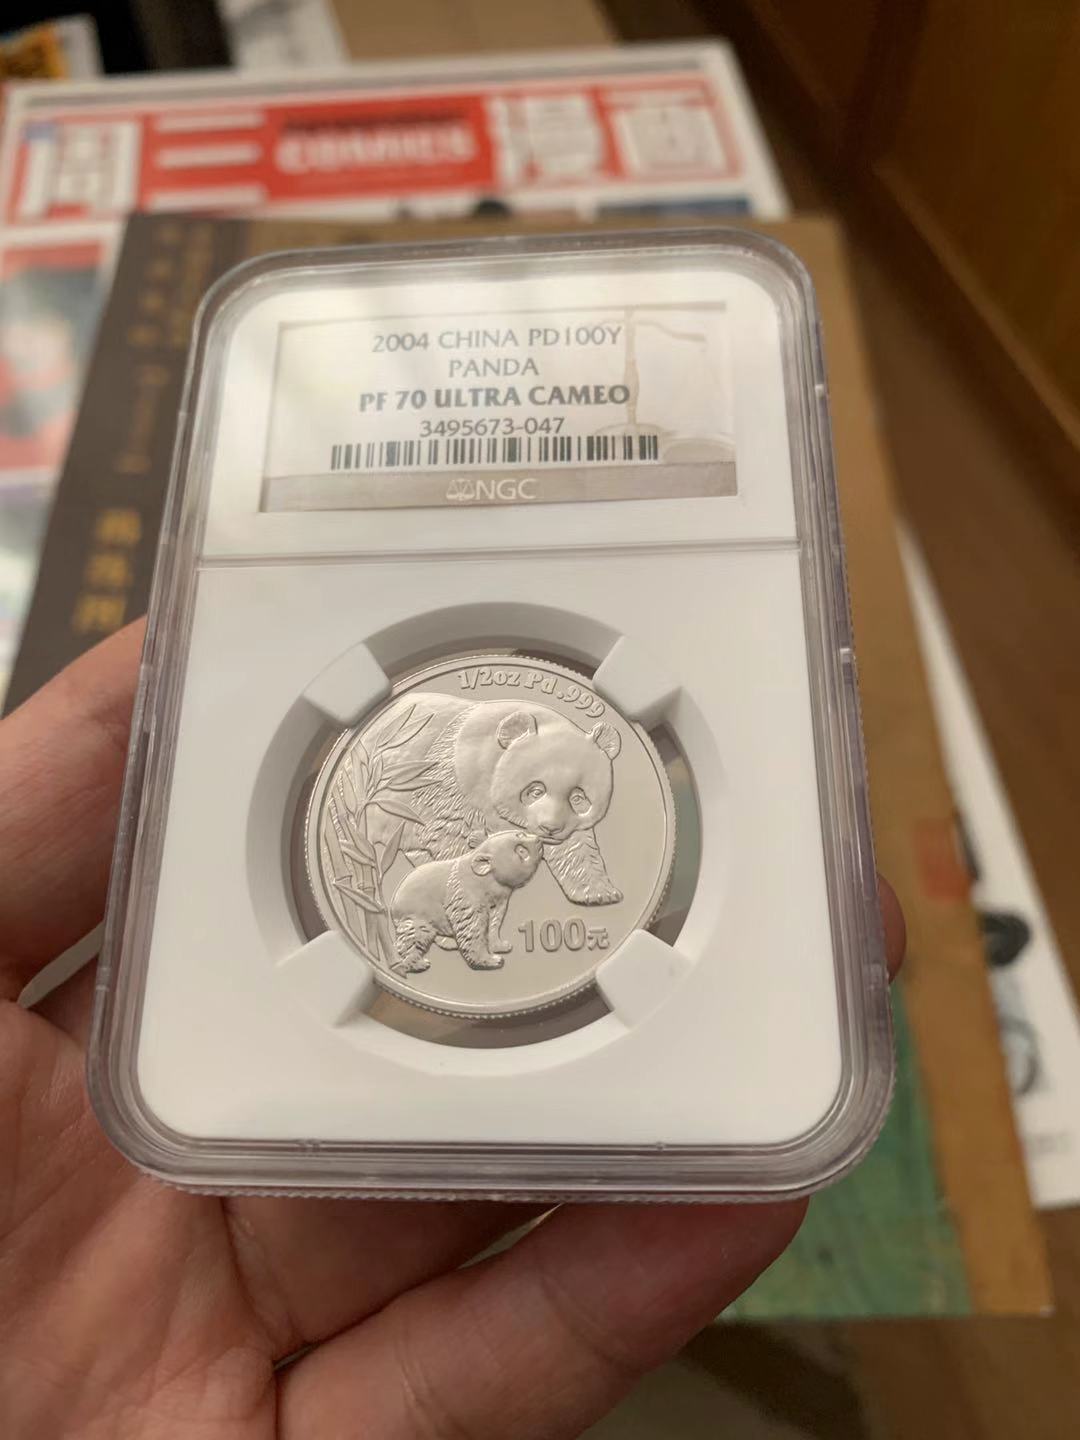 COMICS
2004 CHINA PD100Y
PANDA
PF 70 ULTRA CAMEO
3495673-047
NGC
1/2oz Pd .999
100元